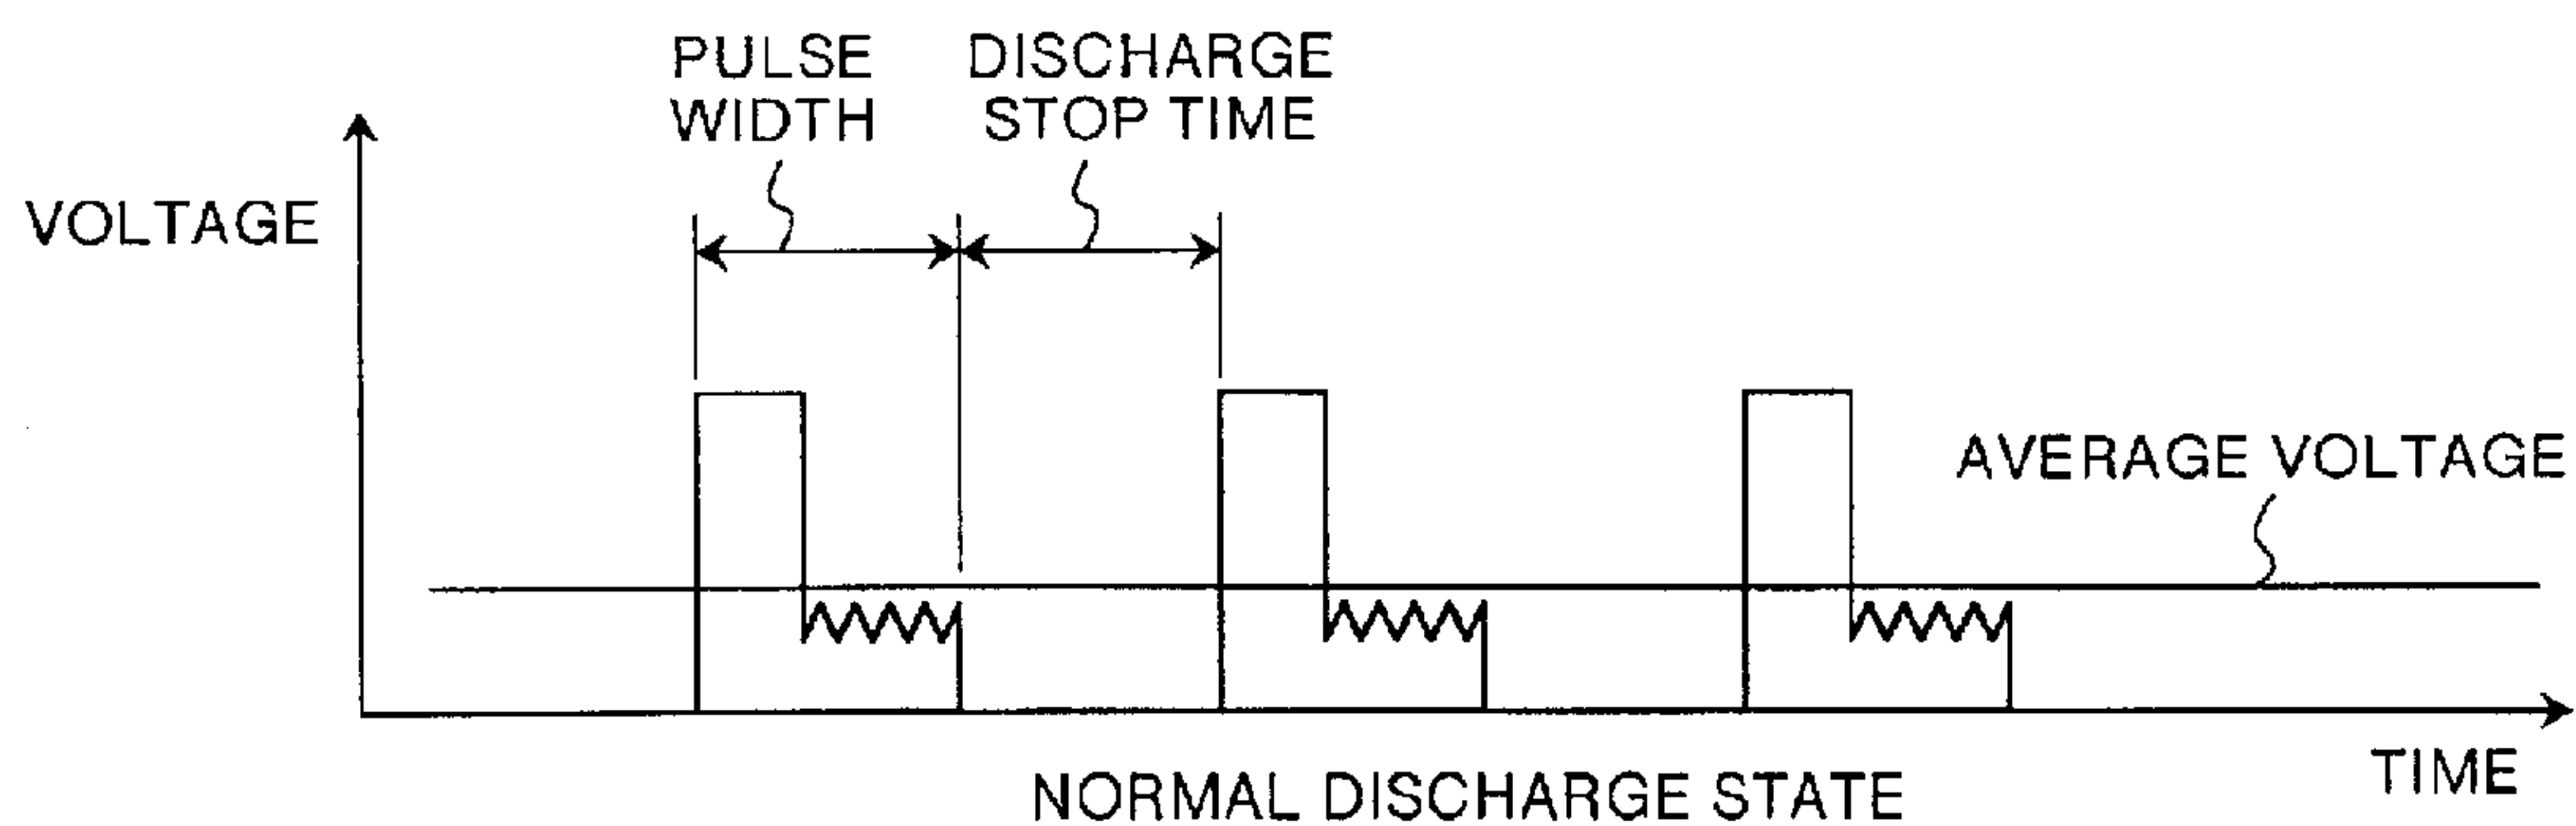 PULSE
WIDTH
DISCHARGE
STOP TIME
VOLTAGE
AVERAGE VOLTAGE
TIME
NORMAL DISCHARGE STATE